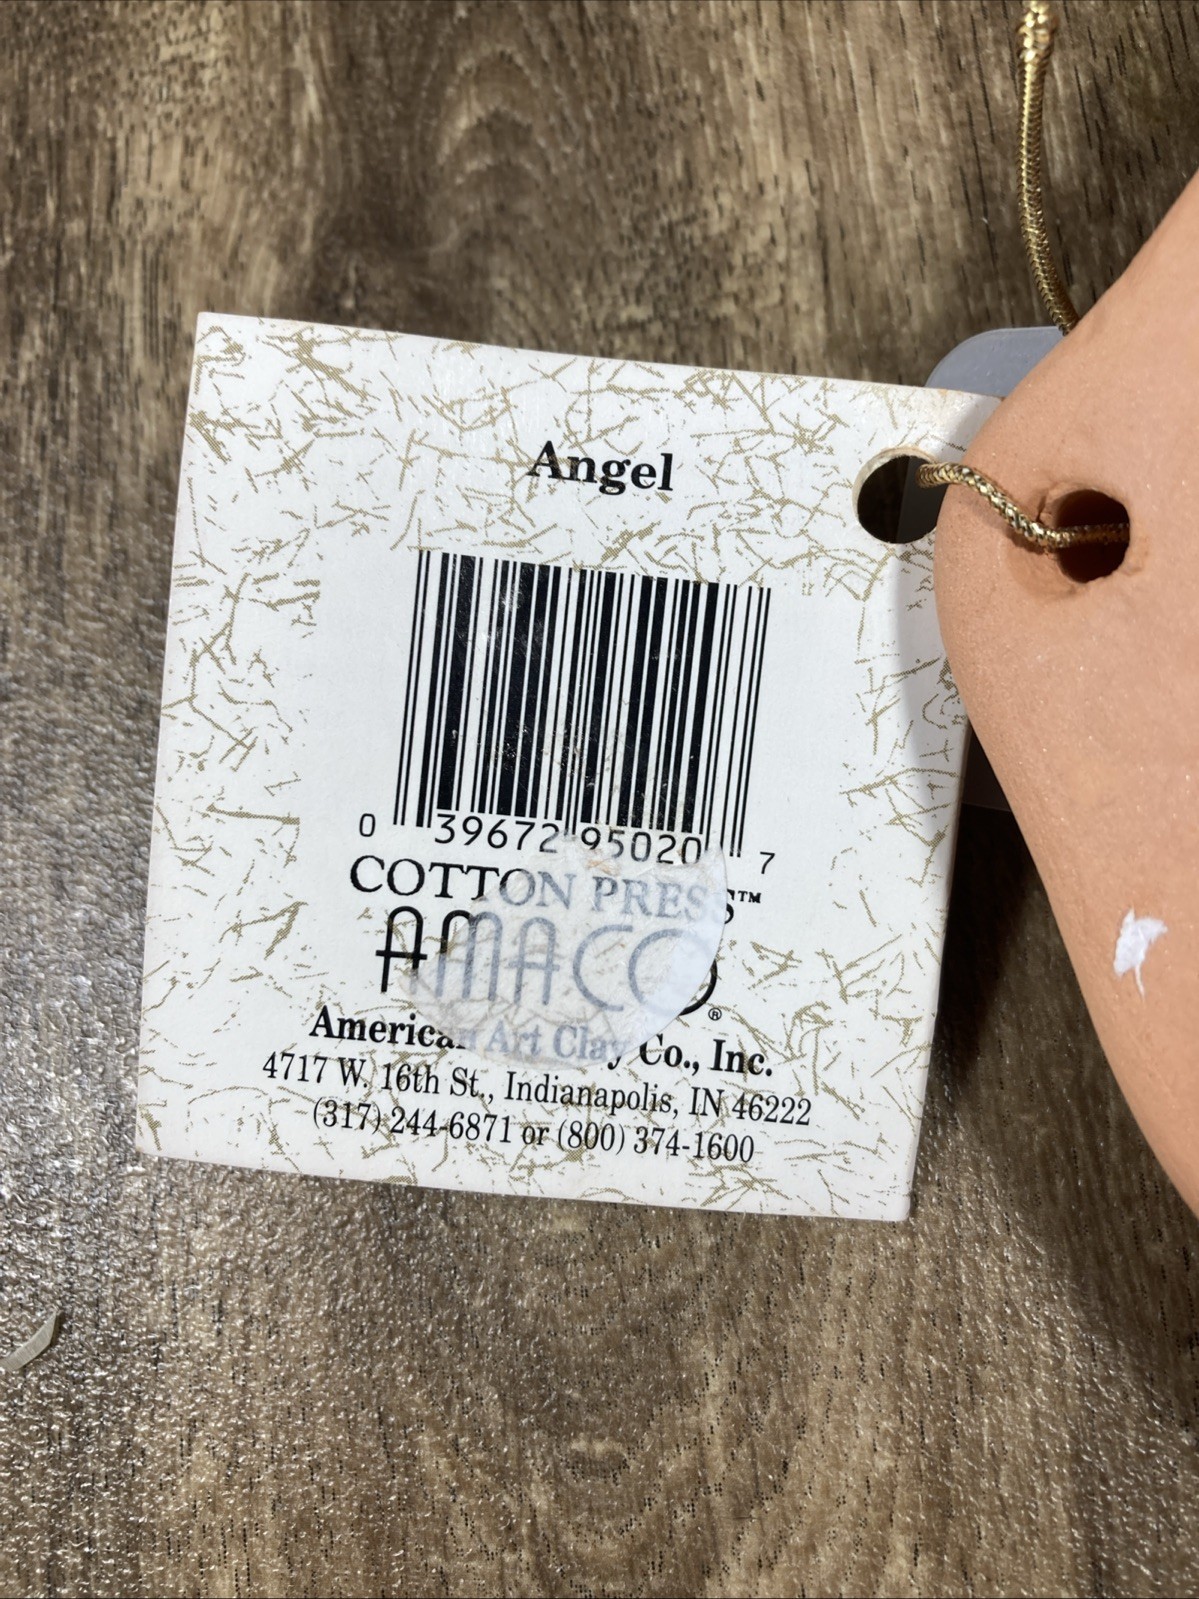 Angel
0 39672 95020 7
COTTON PRESS™
AMACO®
American Art Clay Co., Inc.
4717 W. 16th St., Indianapolis, IN 46222
(317) 244-6871 or (800) 374-1600